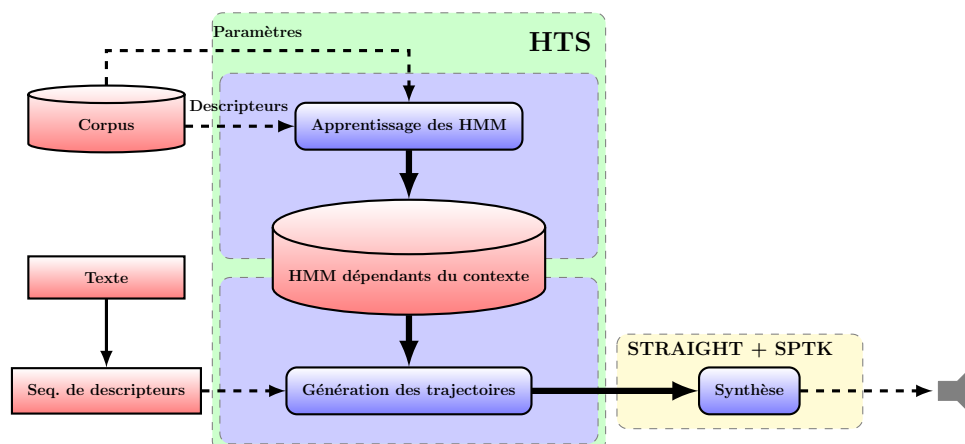 Paramètres
HTS
Descripteurs
Corpus
Apprentissage des HMM
HMM dépendants du contexte
Texte
STRAIGHT + SPTK
Seq. de descripteurs
Génération des trajectoires
Synthèse